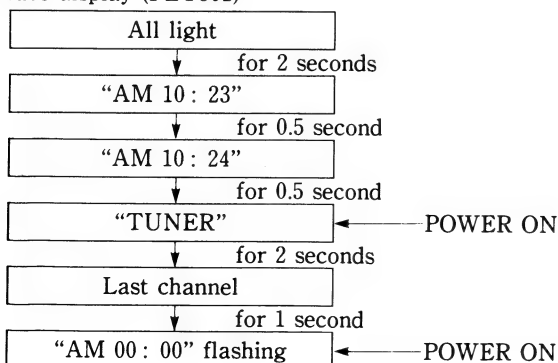 All light
for 2 seconds
"AM 10 : 23"
for 0.5 second
"AM 10 : 24"
for 0.5 second
"TUNER" POWER ON
for 2 seconds
Last channel
for 1 second
"AM 00 : 00" flashing POWER ON